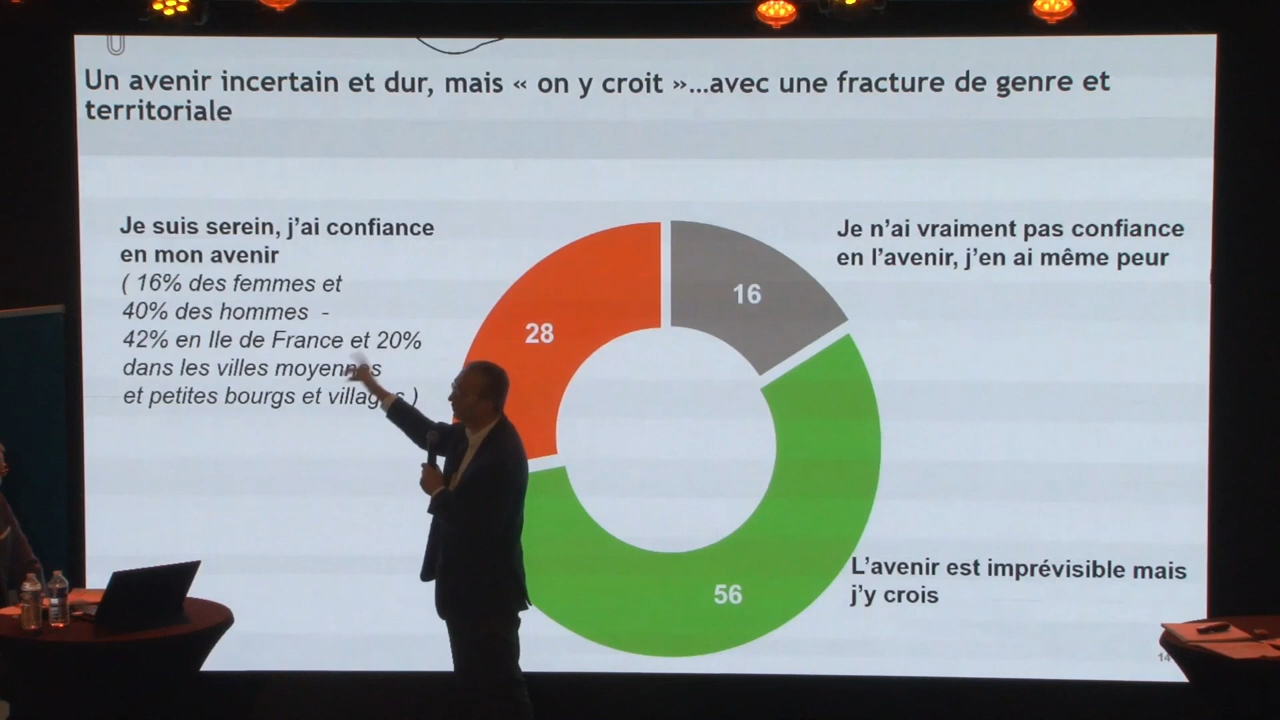 Un avenir incertain et dur, mais « on y croit »...avec une fracture de genre et
territoriale
Je suis serein, j'ai confiance
en mon avenir
( 16% des femmes et
40% des hommes -
42% en Ile de France et 20%
dans les villes moyennes
et petites bourgs et villages )
28
16
Je n'ai vraiment pas confiance
en l'avenir, j'en ai même peur
56
L'avenir est imprévisible mais
j'y crois